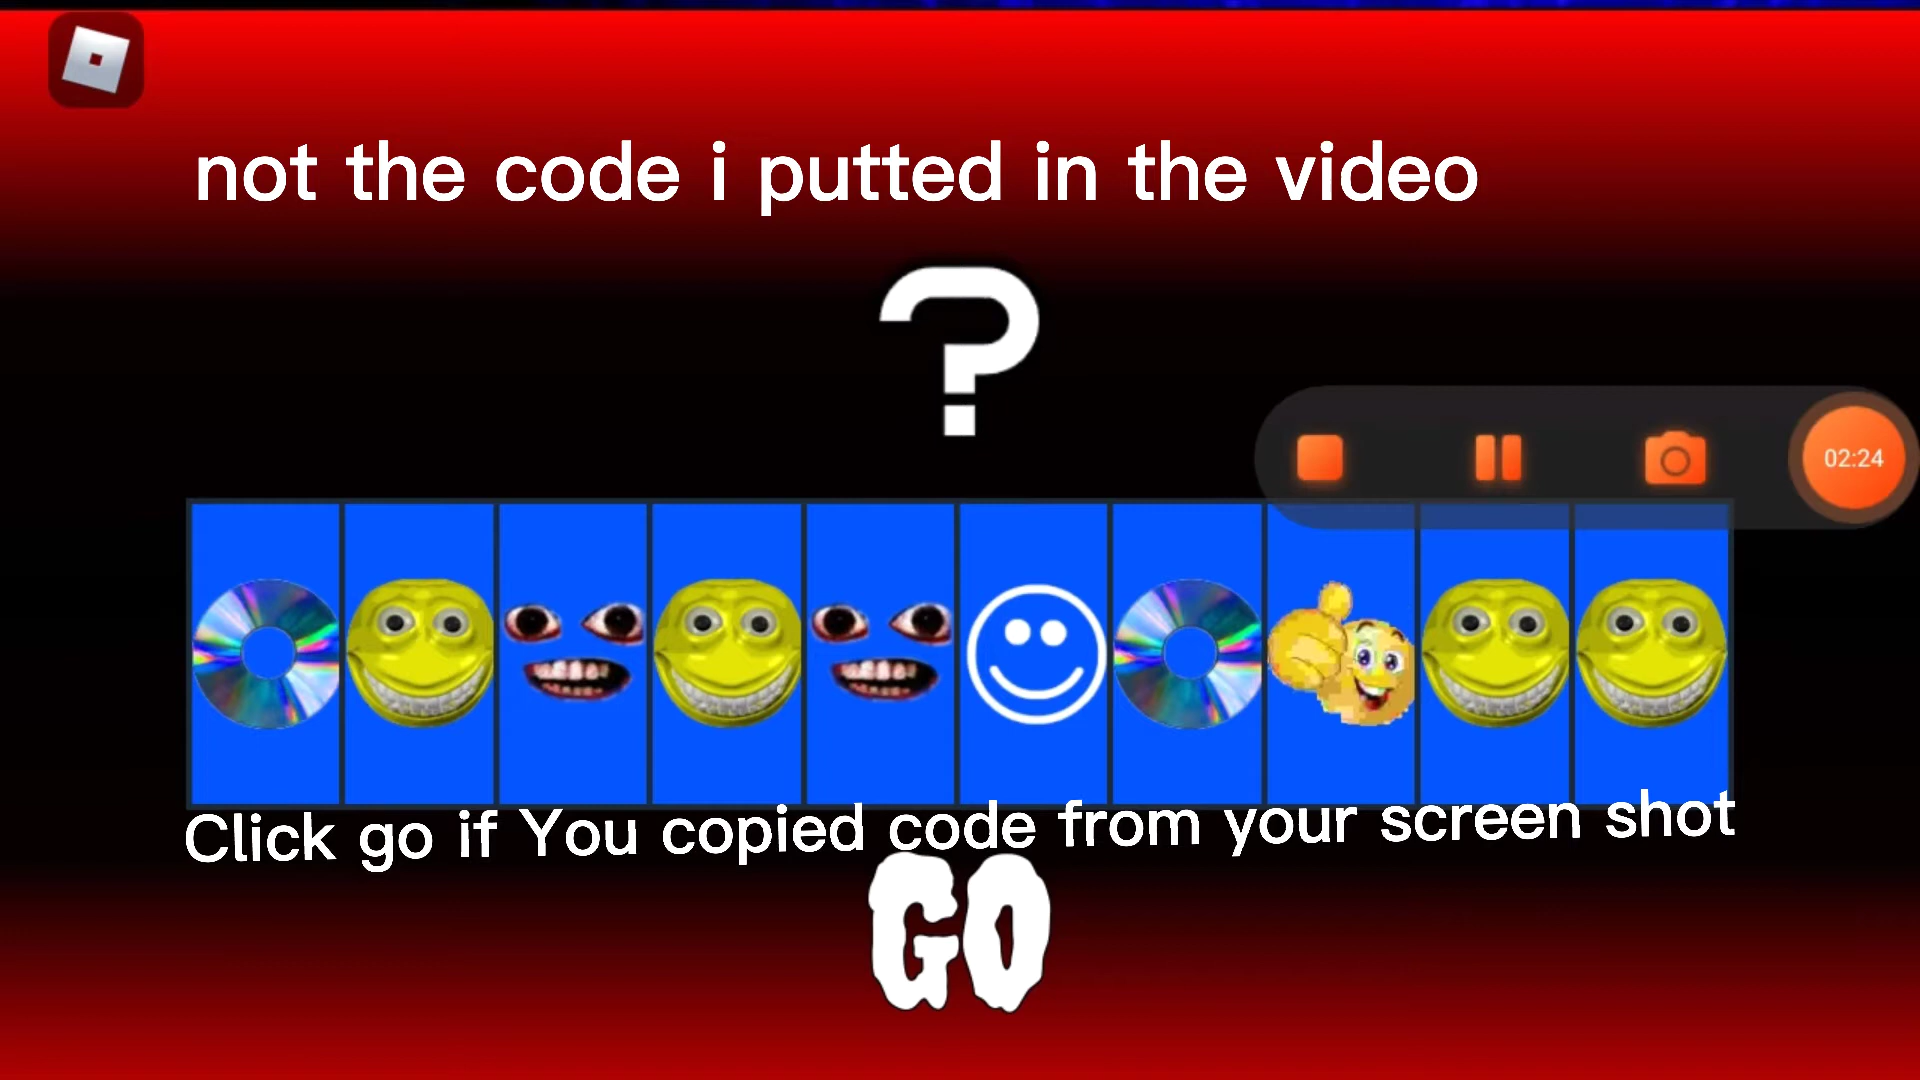 not the code i putted in the video
?
02:24
Click go if You copied code from your screen shot
GO